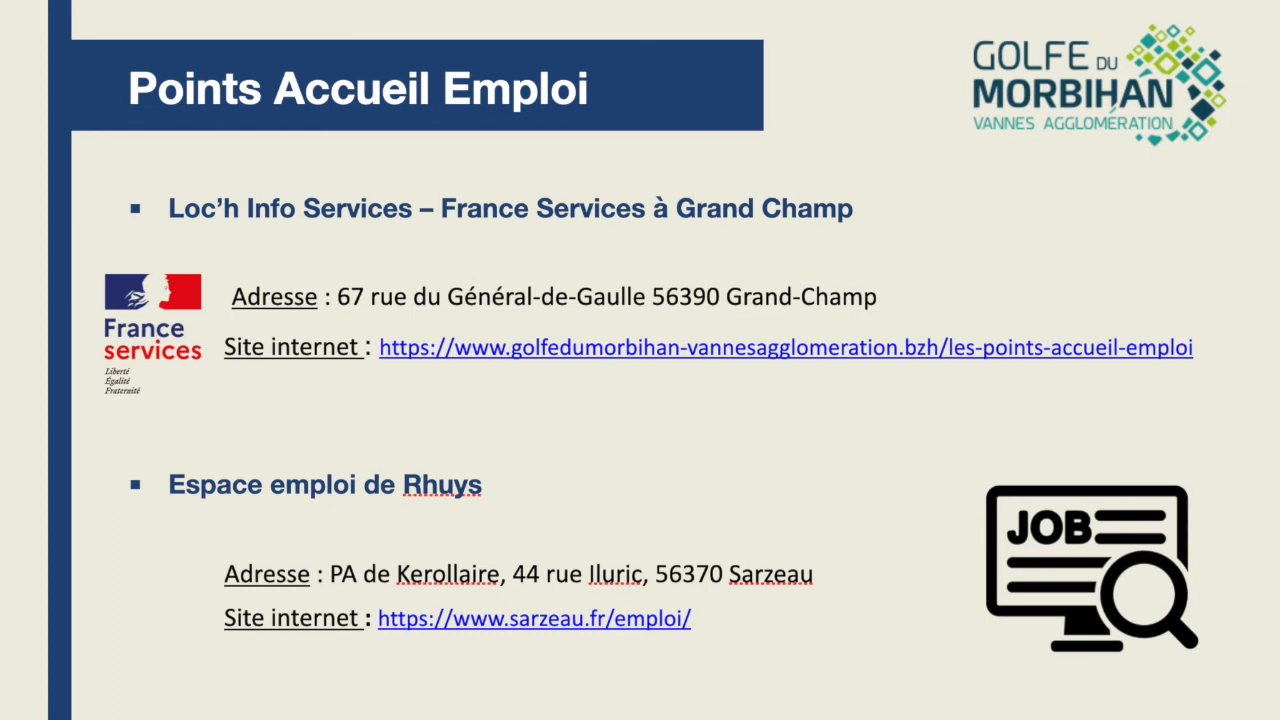 Points Accueil Emploi
GOLFE DU
MORBIHAN
VANNES AGGLOMÉRATION
▪ Loc’h Info Services – France Services à Grand Champ
Adresse : 67 rue du Général-de-Gaulle 56390 Grand-Champ
France
services
Liberté
Égalité
Fraternité
Site internet : https://www.golfedumorbihan-vannesagglomeration.bzh/les-points-accueil-emploi
▪ Espace emploi de Rhuys
JOB
Adresse : PA de Kerollaire, 44 rue Iluric, 56370 Sarzeau
Site internet : https://www.sarzeau.fr/emploi/